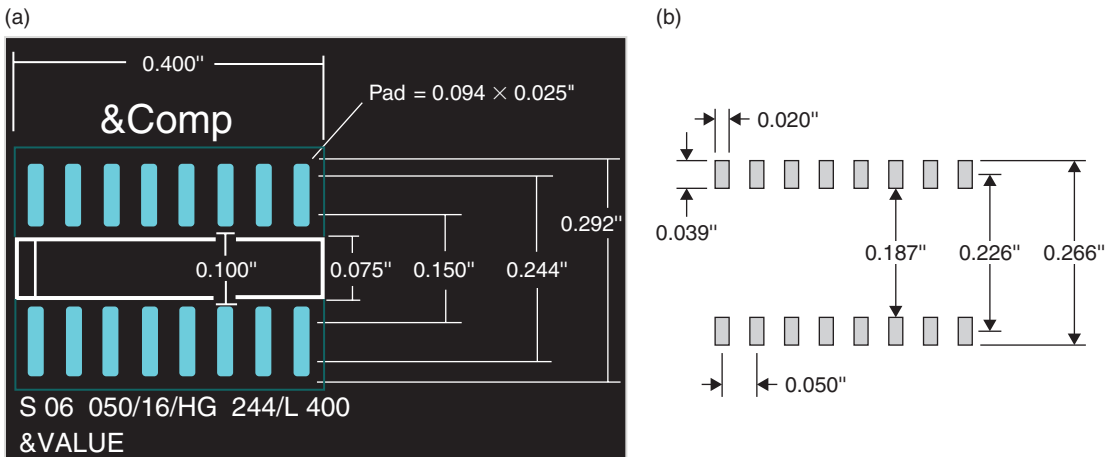 (a)
0.400"
Pad = 0.094 × 0.025"
&Comp
0.292"
0.100"
0.075"
0.150"
0.244"
S 06 050/16/HG 244/L 400
&VALUE
(b)
0.020"
0.039"
0.187"
0.226"
0.266"
0.050"